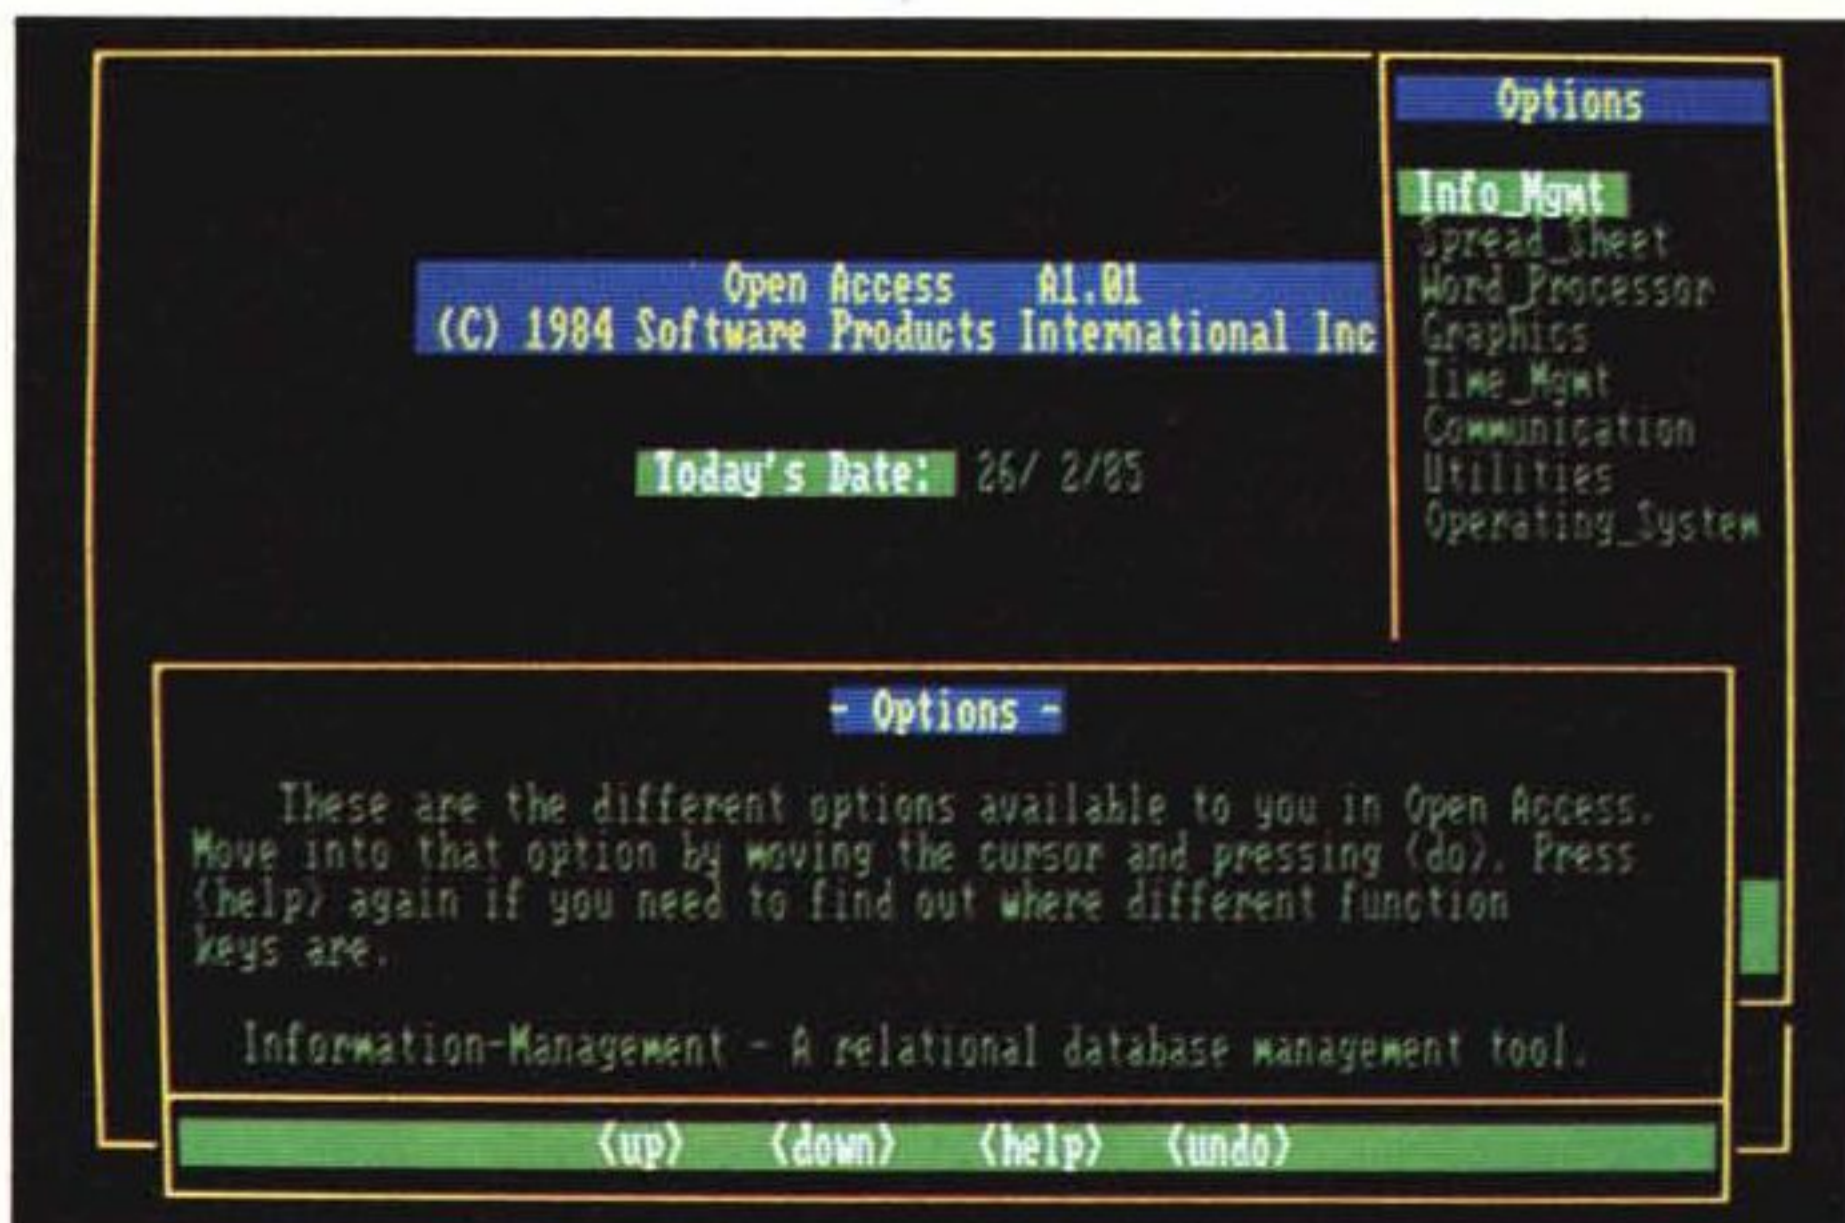 Options
Info_Mgmt
Spread_Sheet
Word_Processor
Graphics
Time_Mgmt
Communication
Utilities
Operating_System
Open Access A1.01
(C) 1984 Software Products International Inc
Today's Date: 26/ 2/85
- Options -
These are the different options available to you in Open Access.
Move into that option by moving the cursor and pressing <do>. Press
<help> again if you need to find out where different function
keys are.
Information-Management - A relational database management tool.
<up> <down> <help> <undo>